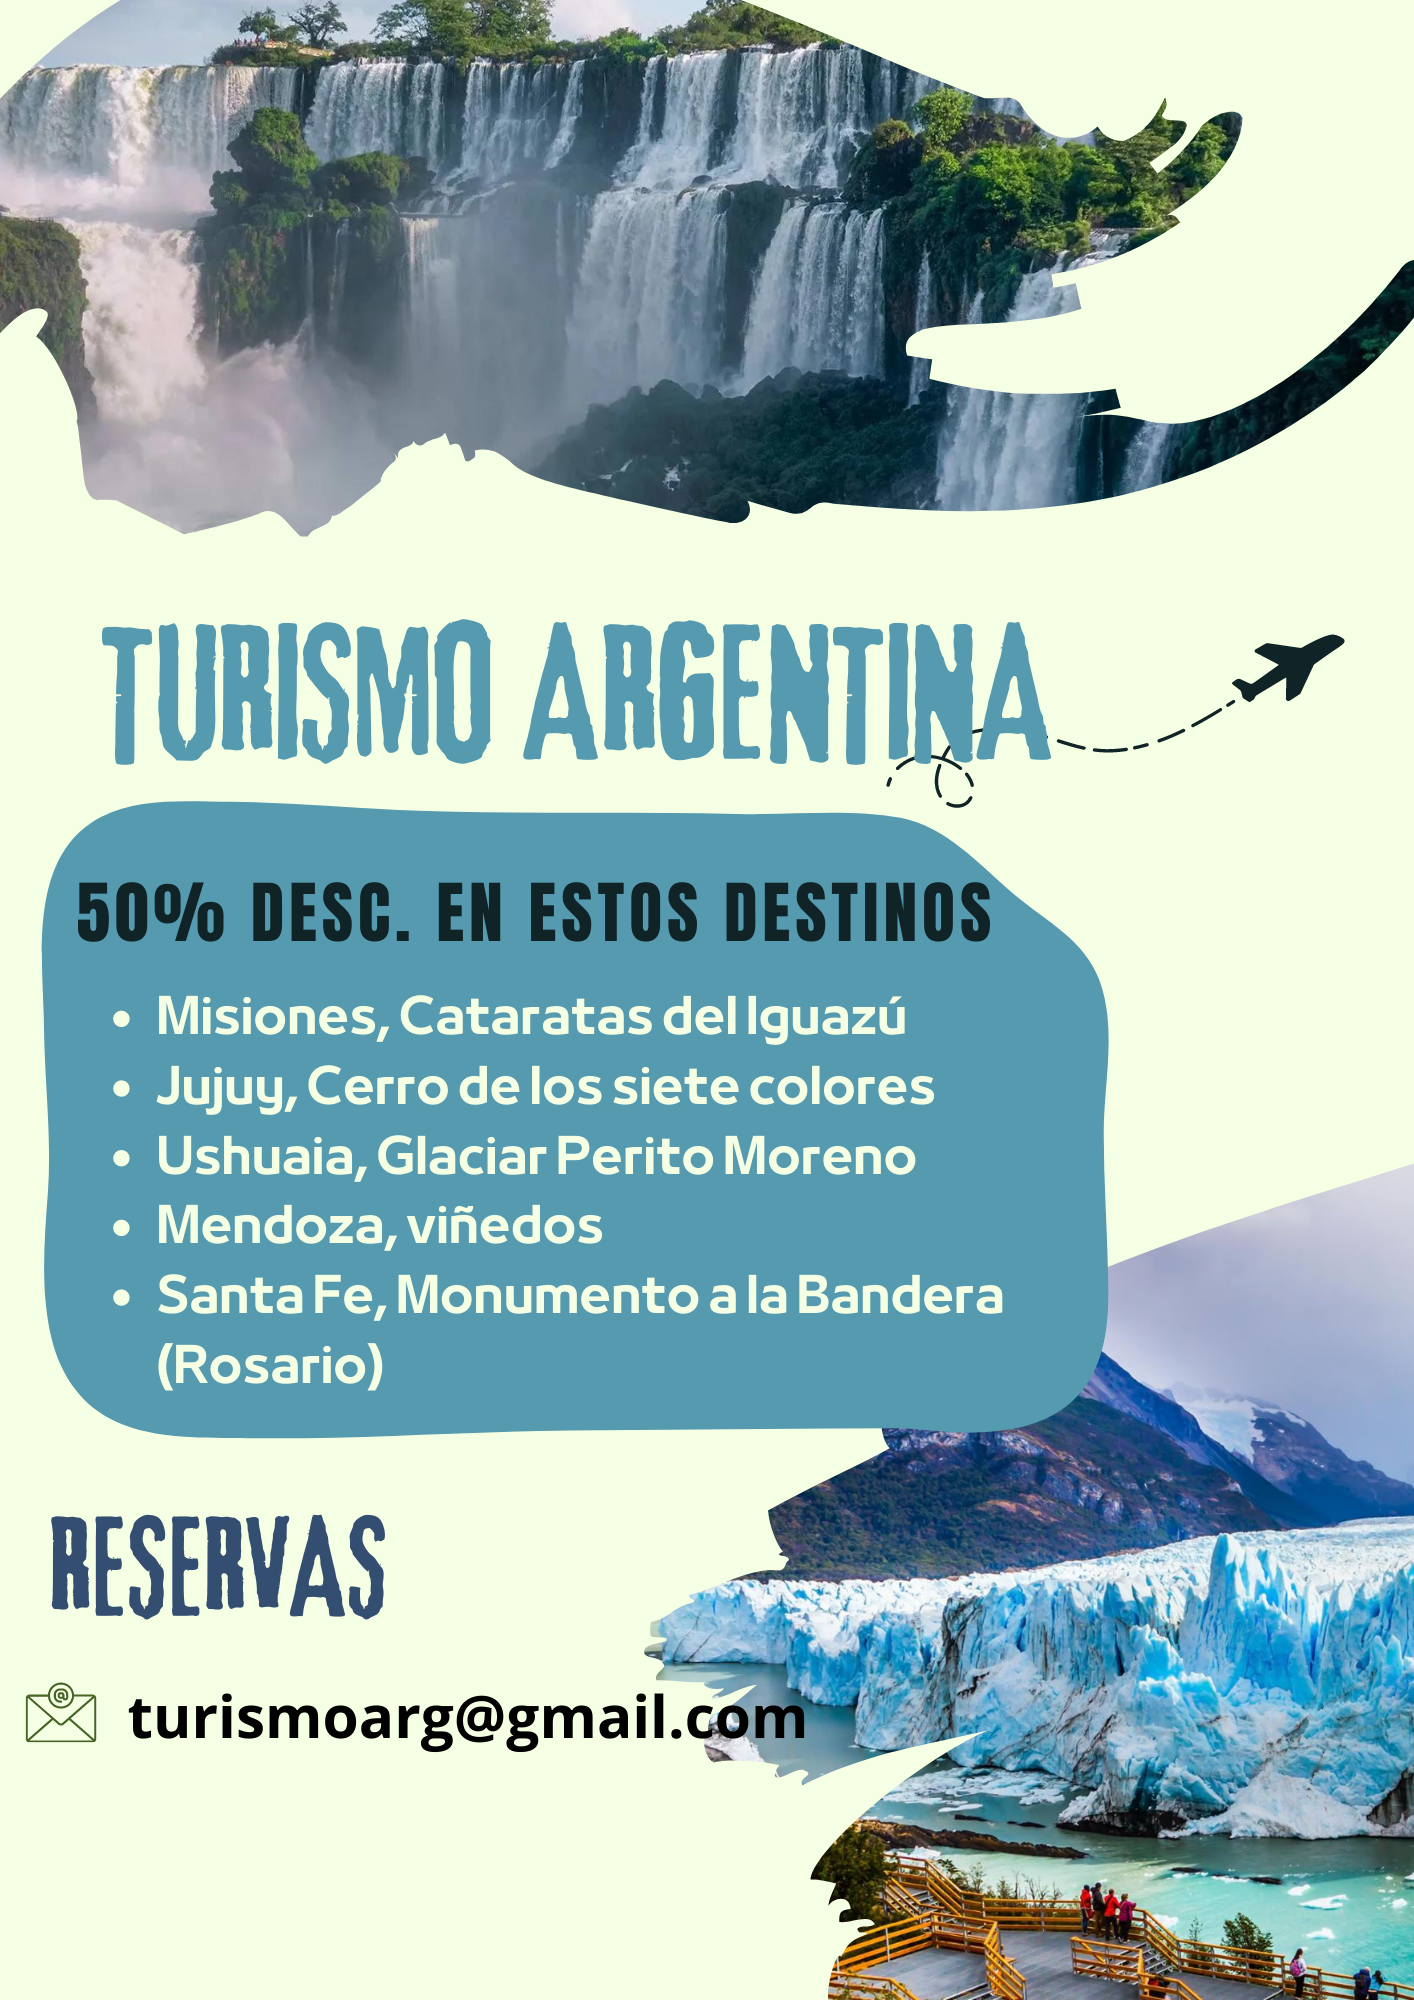 TURISMO ARGENTINA
50% DESC. EN ESTOS DESTINOS
• Misiones, Cataratas del Iguazú
• Jujuy, Cerro de los siete colores
• Ushuaia, Glaciar Perito Moreno
• Mendoza, viñedos
• Santa Fe, Monumento a la Bandera
(Rosario)
RESERVAS
@
turismoarg@gmail.com